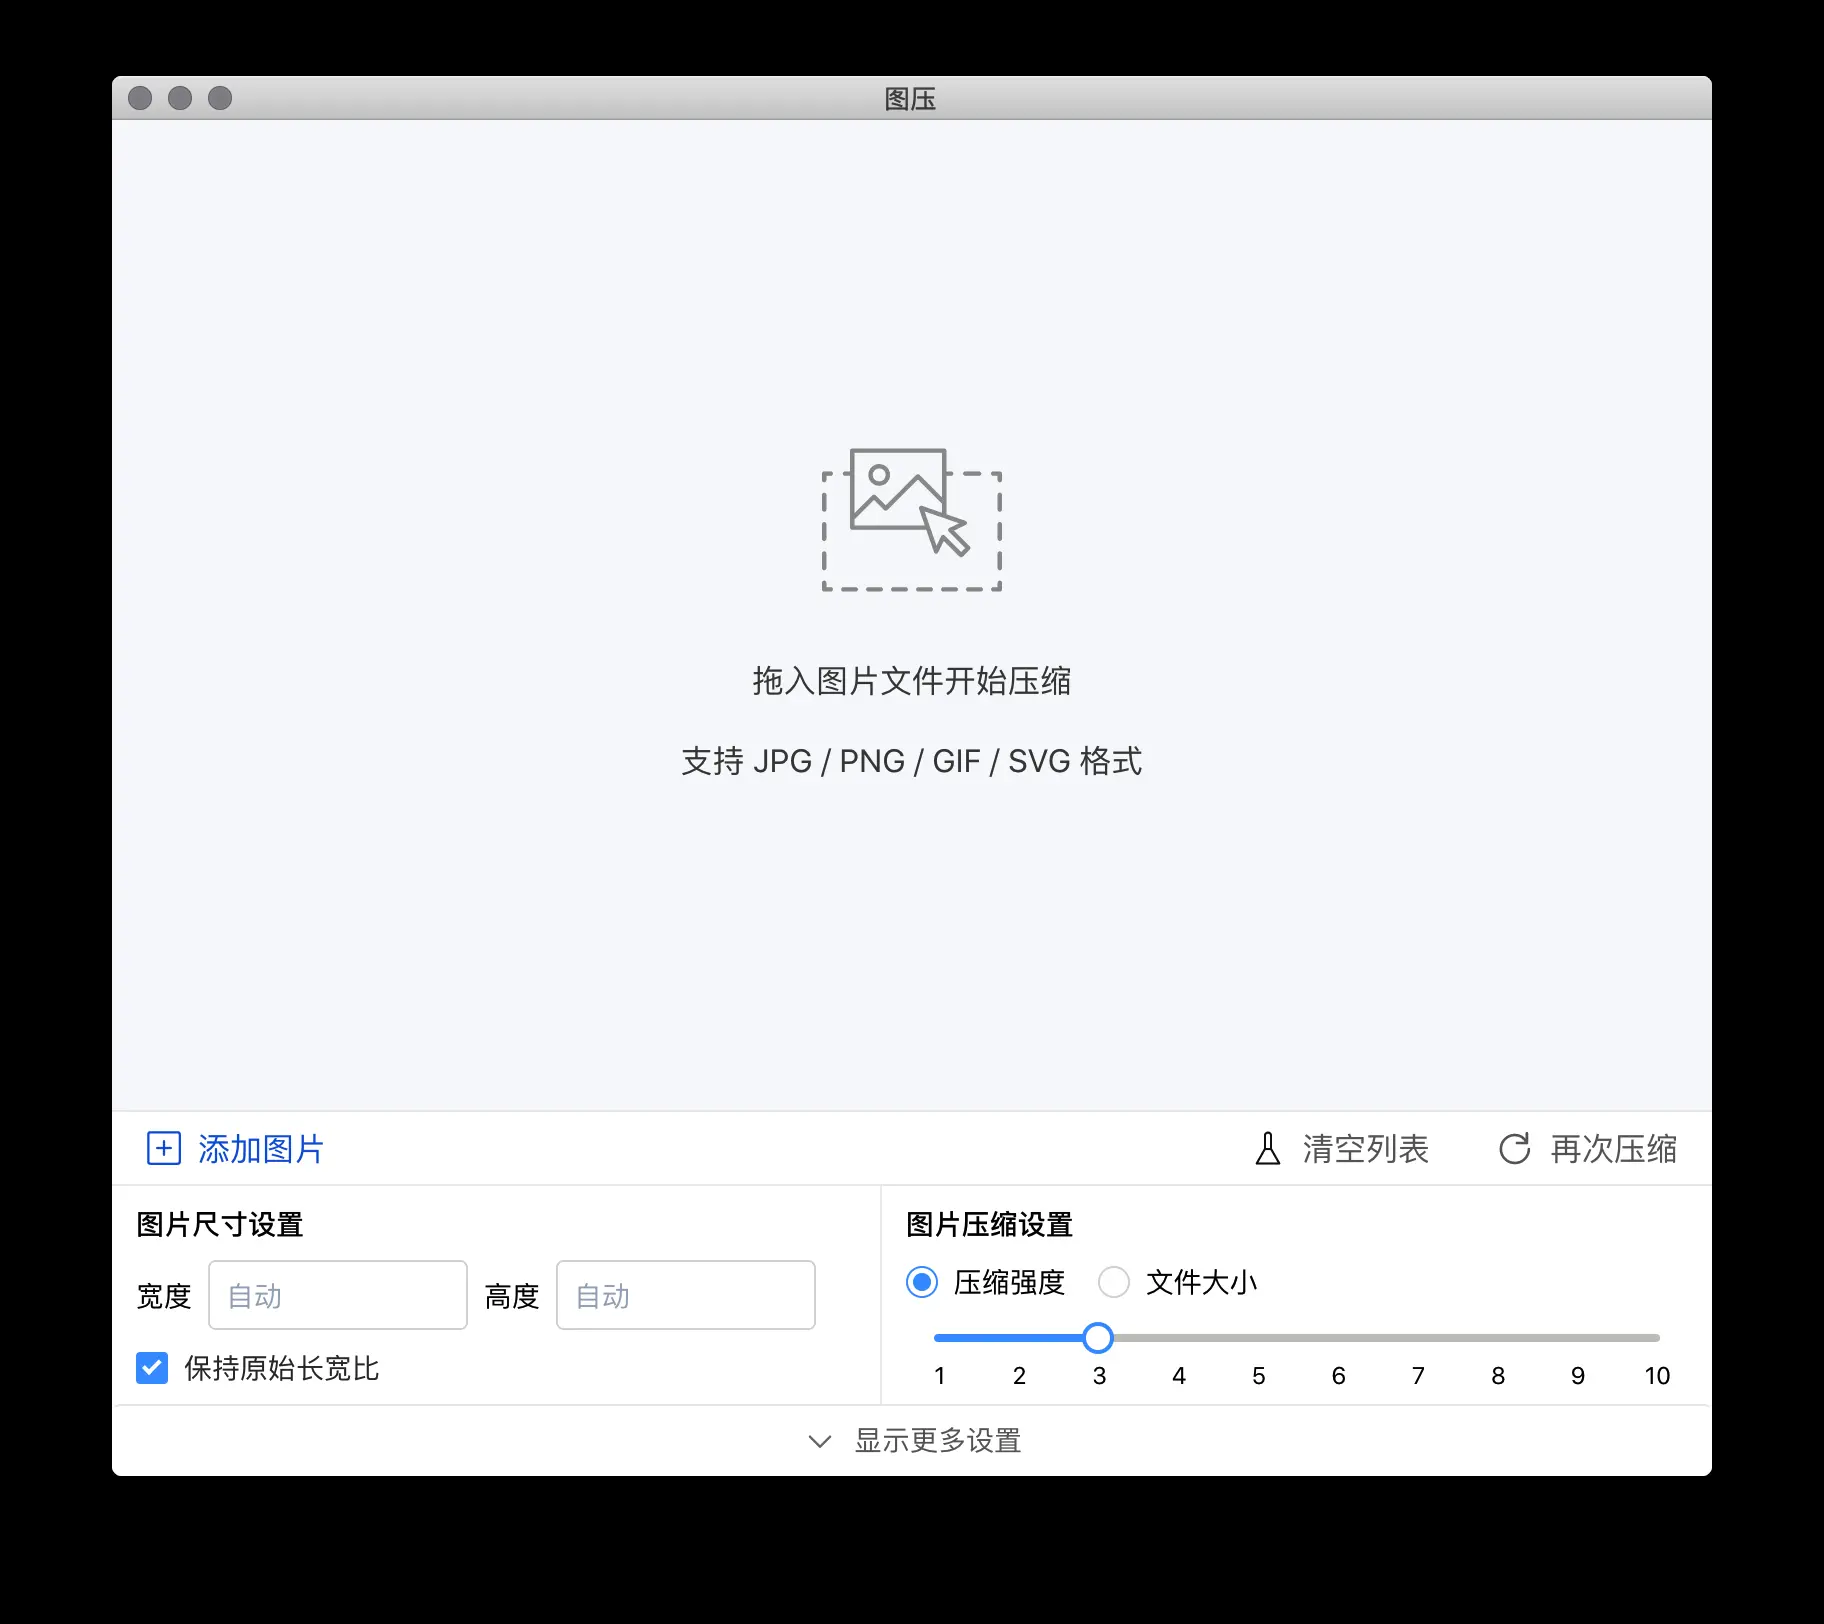 图压
拖入图片文件开始压缩
支持 JPG / PNG / GIF / SVG 格式
添加图片
清空列表
再次压缩
图片尺寸设置
宽度 自动 高度 自动
保持原始长宽比
图片压缩设置
压缩强度 文件大小
1 2 3 4 5 6 7 8 9 10
显示更多设置